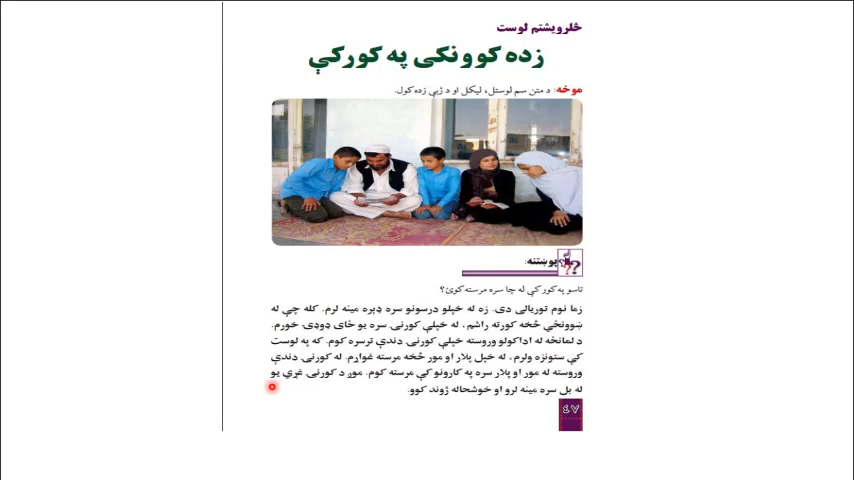 څلرویشتم لوست
زده کوونکی په کورکې
موخه: د متن سم لوستل، لیکل او د ژبې زده کول.
پوښتنه:
تاسو په کور کې له چا سره مرسته کوئ؟
زما نوم توریالی دی. زه له خپلو درسونو سره ډېره مینه لرم. کله چې له
ښوونځي څخه کورته راشم، له خپلې کورنۍ سره یو ځای ډوډۍ خورم.
د لمانځه له اداکولو وروسته خپلې کورنۍ دندې ترسره کوم. که په لوست
کې ستونزه ولرم، له خپل پلار او مور څخه مرسته غواړم. له کورنۍ دندې
وروسته له مور او پلار سره په کارونو کې مرسته کوم. موږ د کورنۍ غړي یو
له بل سره مینه لرو او خوشحاله ژوند کوو.
٤٧